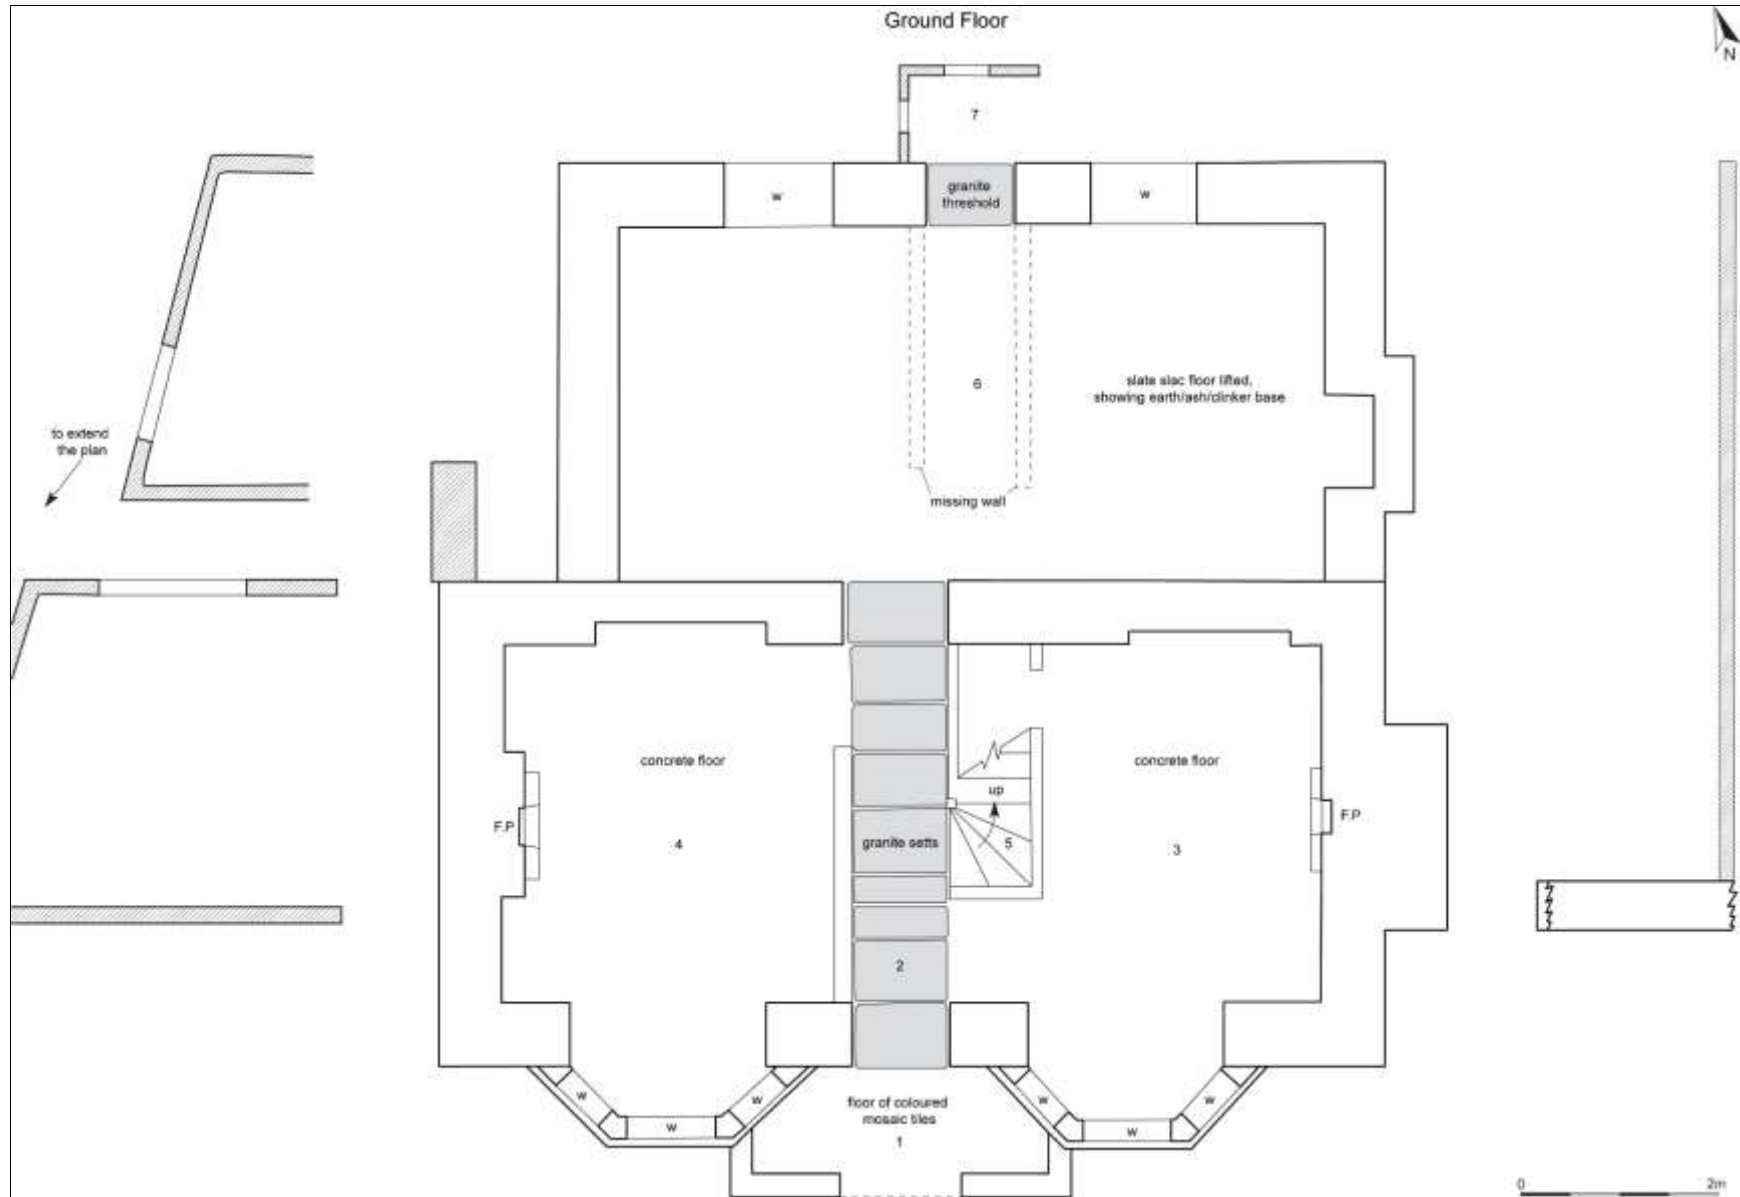 Ground Floor
N
7
w
granite
threshold
w
6
slate slac floor lifted,
showing earth/ash/clinker base
to extend
the plan
missing wall
concrete floor
concrete floor
up
F.P
F.P
4
granite setts
5
3
2
w
w
w
w
w
w
floor of coloured
mosaic tiles
1
0
2m